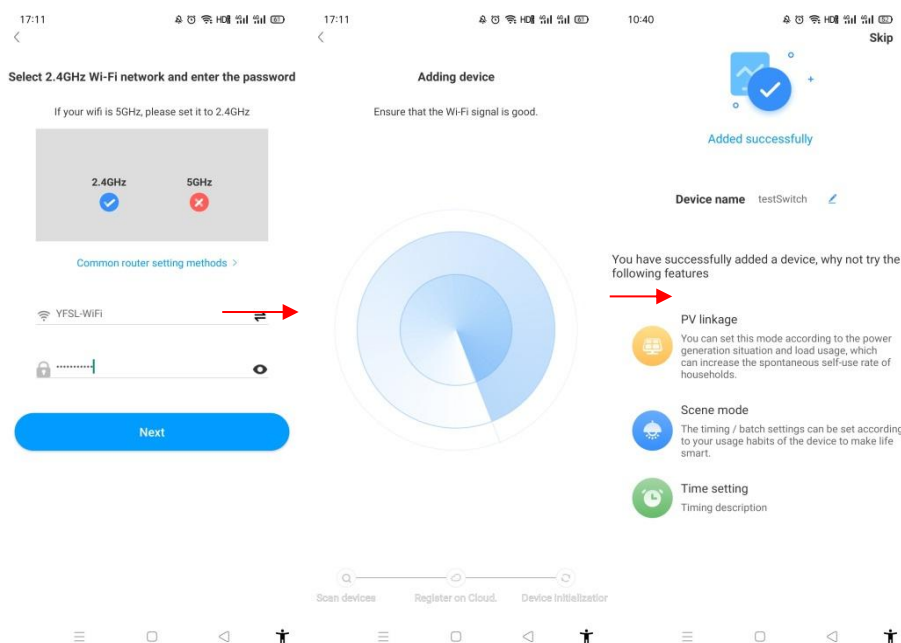 17:11
Select 2.4GHz Wi-Fi network and enter the password
If your wifi is 5GHz, please set it to 2.4GHz
2.4GHz
5GHz
Common router setting methods >
YFSL-WiFi
Next
17:11
Adding device
Ensure that the Wi-Fi signal is good.
Scan devices
Register on Cloud.
Device Initialization
10:40
Skip
Added successfully
Device name testSwitch
You have successfully added a device, why not try the
following features
PV linkage
You can set this mode according to the power
generation situation and load usage, which
can increase the spontaneous self-use rate of
households.
Scene mode
The timing / batch settings can be set according
to your usage habits of the device to make life
smart.
Time setting
Timing description